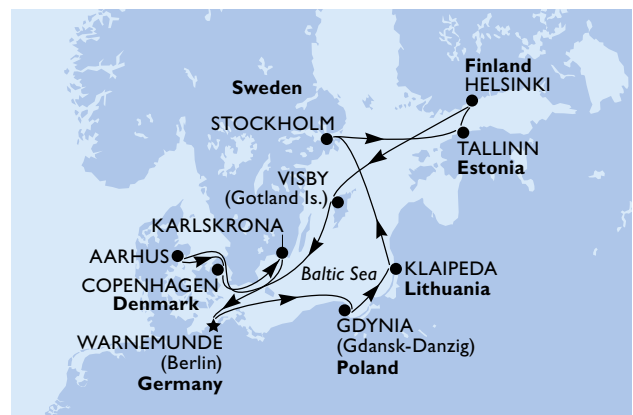 Finland
HELSINKI
Sweden
STOCKHOLM
TALLINN
Estonia
VISBY
(Gotland Is.)
KARLSKRONA
AARHUS
COPENHAGEN
Denmark
Baltic Sea
KLAIPEDA
Lithuania
WARNEMUNDE
(Berlin)
Germany
GDYNIA
(Gdansk-Danzig)
Poland